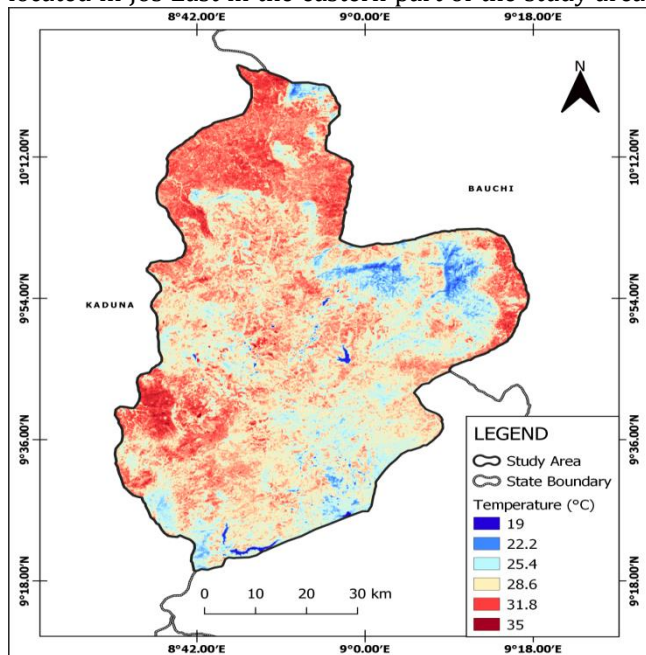 located in Jos East in the eastern part of the study area
8°42.00'E 9°0.00'E 9°18.00'E
N
10°12.00'N 10°12.00'N
BAUCHI
9°54.00'N KADUNA 9°54.00'N
9°36.00'N 9°36.00'N
LEGEND
Study Area
State Boundary
Temperature (°C)
19
22.2
25.4
28.6
31.8
35
9°18.00'N 9°18.00'N
0 10 20 30 km
8°42.00'E 9°0.00'E 9°18.00'E